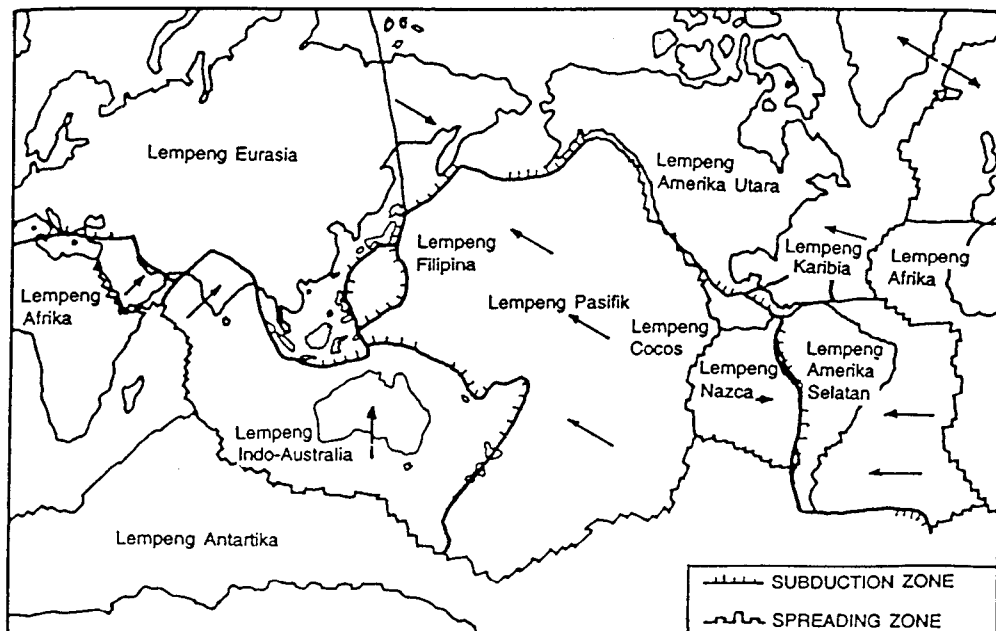 Lempeng Eurasia
Lempeng
Amerika Utara
Lempeng
Filipina
Lempeng
Karibia
Lempeng
Afrika
Lempeng
Afrika
Lempeng Pasifik
Lempeng
Cocos
Lempeng
Nazca
Lempeng
Amerika
Selatan
Lempeng
Indo-Australia
Lempeng Antartika
SUBDUCTION ZONE
SPREADING ZONE